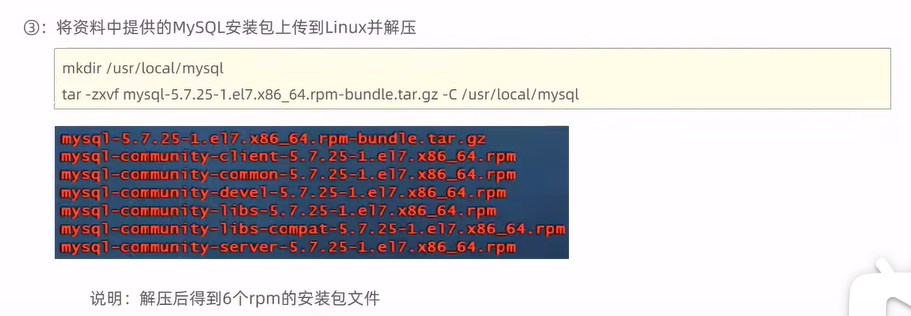 ③：将资料中提供的MySQL安装包上传到Linux并解压
mkdir /usr/local/mysql
tar -zxvf mysql-5.7.25-1.el7.x86_64.rpm-bundle.tar.gz -C /usr/local/mysql
mysql-5.7.25-1.el7.x86_64.rpm-bundle.tar.gz
mysql-community-client-5.7.25-1.el7.x86_64.rpm
mysql-community-common-5.7.25-1.el7.x86_64.rpm
mysql-community-devel-5.7.25-1.el7.x86_64.rpm
mysql-community-libs-5.7.25-1.el7.x86_64.rpm
mysql-community-libs-compat-5.7.25-1.el7.x86_64.rpm
mysql-community-server-5.7.25-1.el7.x86_64.rpm
说明：解压后得到6个rpm的安装包文件